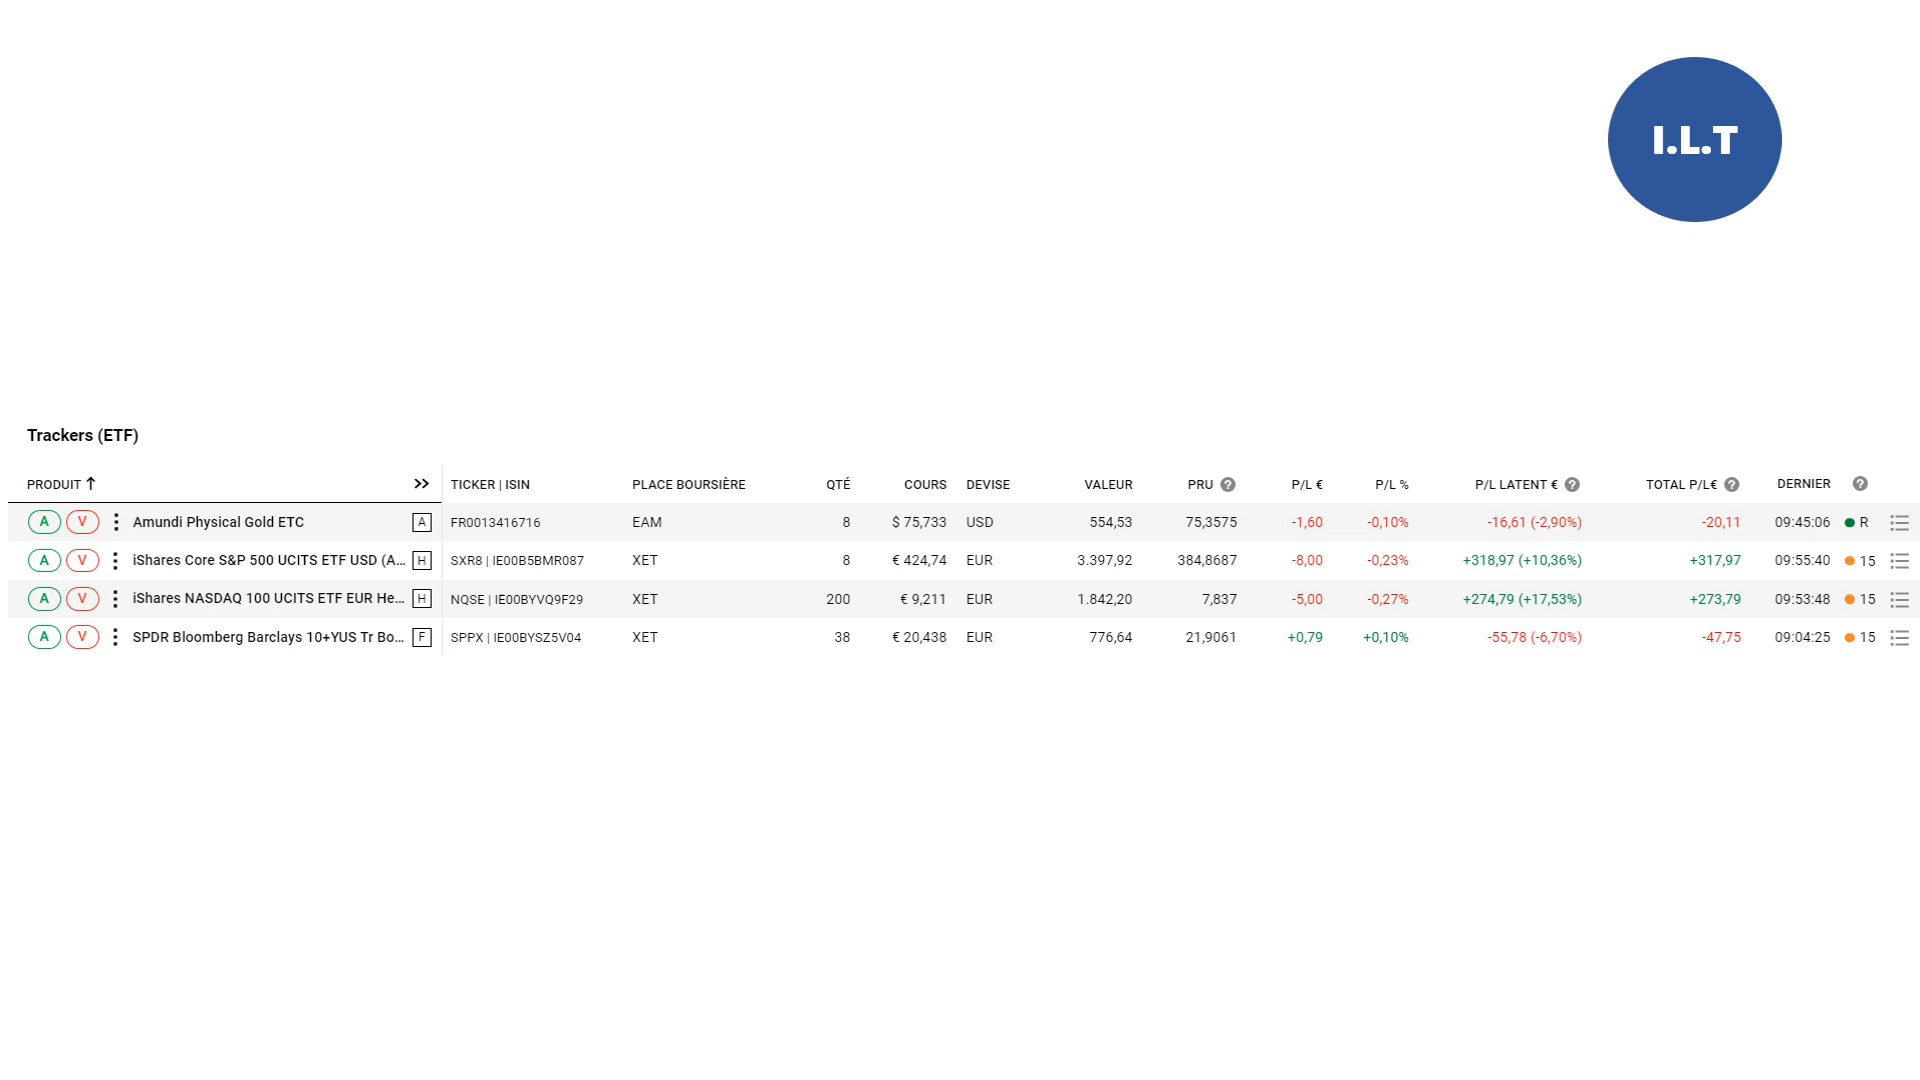 I.L.T
Trackers (ETF)
PRODUIT ↑ >> TICKER | ISIN PLACE BOURSIÈRE QTÉ COURS DEVISE VALEUR PRU ? P/L € P/L % P/L LATENT € ? TOTAL P/L€ ? DERNIER ?
A V Amundi Physical Gold ETC A FR0013416716 EAM 8 $ 75,733 USD 554,53 75,3575 -1,60 -0,10% -16,61 (-2,90%) -20,11 09:45:06 R
A V iShares Core S&P 500 UCITS ETF USD (A... H SXR8 | IE00B5BMR087 XET 8 € 424,74 EUR 3.397,92 384,8687 -8,00 -0,23% +318,97 (+10,36%) +317,97 09:55:40 15
A V iShares NASDAQ 100 UCITS ETF EUR He... H NQSE | IE00BYVQ9F29 XET 200 € 9,211 EUR 1.842,20 7,837 -5,00 -0,27% +274,79 (+17,53%) +273,79 09:53:48 15
A V SPDR Bloomberg Barclays 10+YUS Tr Bo... F SPPX | IE00BYSZ5V04 XET 38 € 20,438 EUR 776,64 21,9061 +0,79 +0,10% -55,78 (-6,70%) -47,75 09:04:25 15